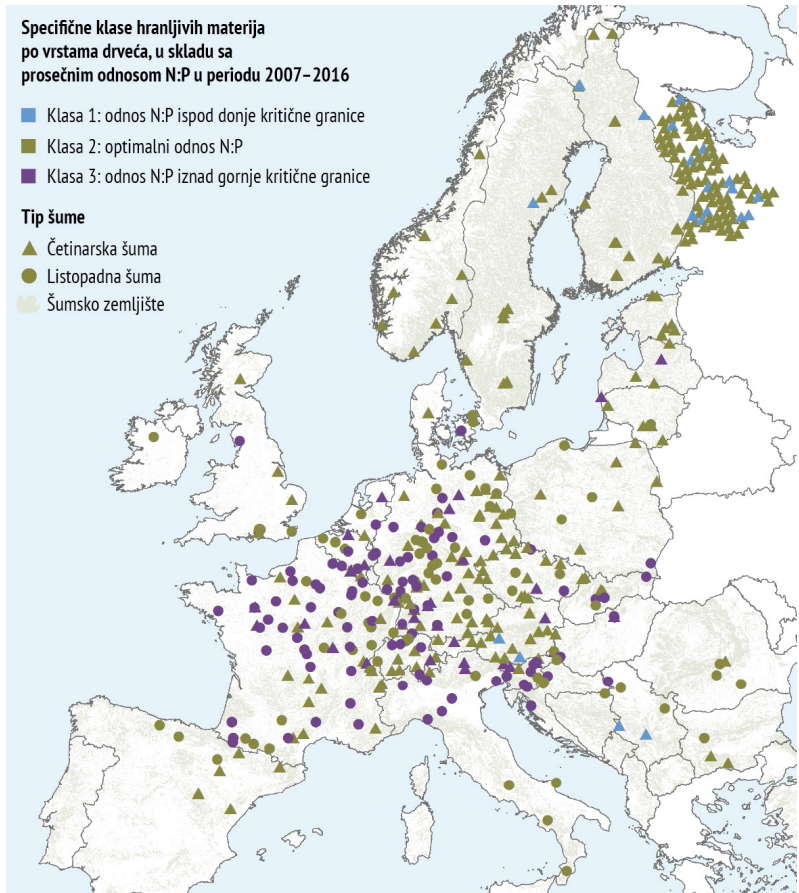 Specifične klase hranljivih materija
po vrstama drveća, u skladu sa
prosečnim odnosom N:P u periodu 2007–2016
Klasa 1: odnos N:P ispod donje kritične granice
Klasa 2: optimalni odnos N:P
Klasa 3: odnos N:P iznad gornje kritične granice
Tip šume
Četinarska šuma
Listopadna šuma
Šumsko zemljište